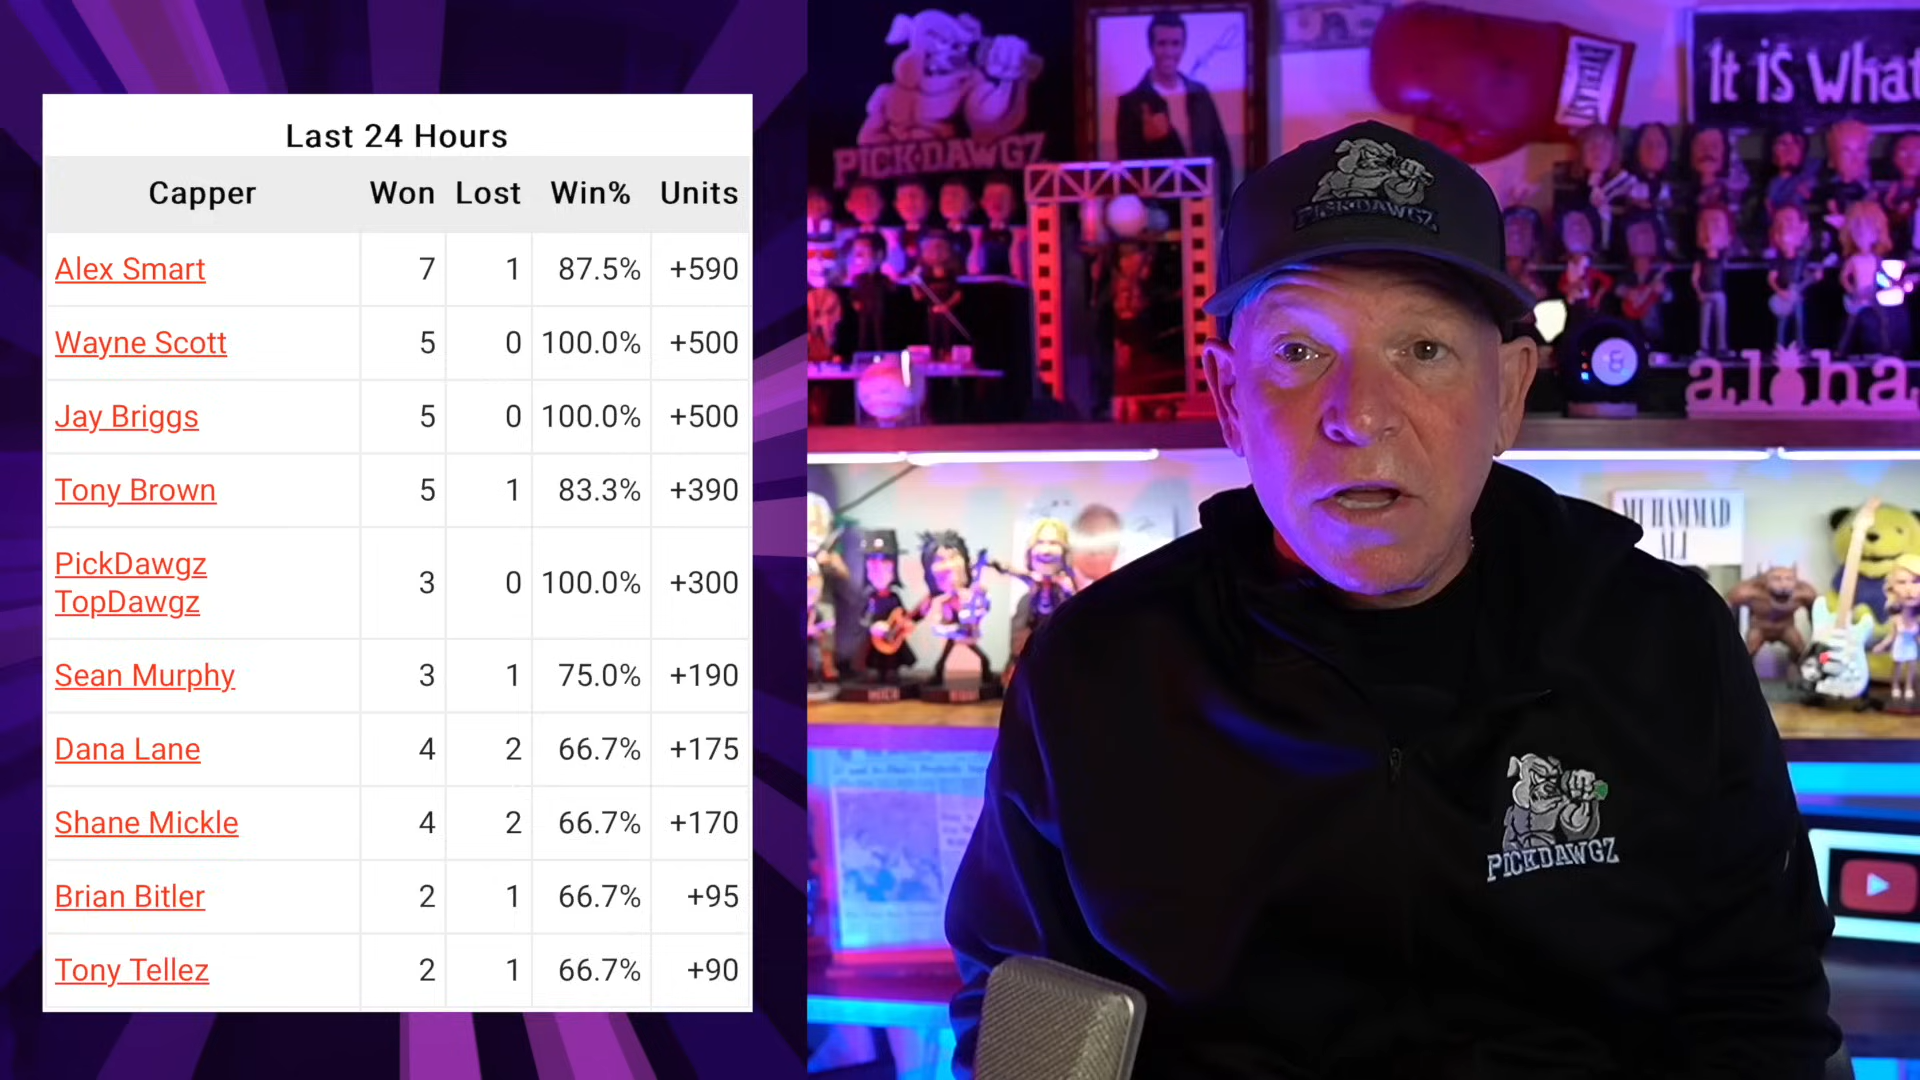 Last 24 Hours
Capper Won Lost Win% Units
Alex Smart 7 1 87.5% +590
Wayne Scott 5 0 100.0% +500
Jay Briggs 5 0 100.0% +500
Tony Brown 5 1 83.3% +390
PickDawgz
TopDawgz 3 0 100.0% +300
Sean Murphy 3 1 75.0% +190
Dana Lane 4 2 66.7% +175
Shane Mickle 4 2 66.7% +170
Brian Bitler 2 1 66.7% +95
Tony Tellez 2 1 66.7% +90
PICKDAWGZ
It iS What
PICKDAWGZ
8
aloha
MUHAMMAD
ALI
PICKDAWGZ